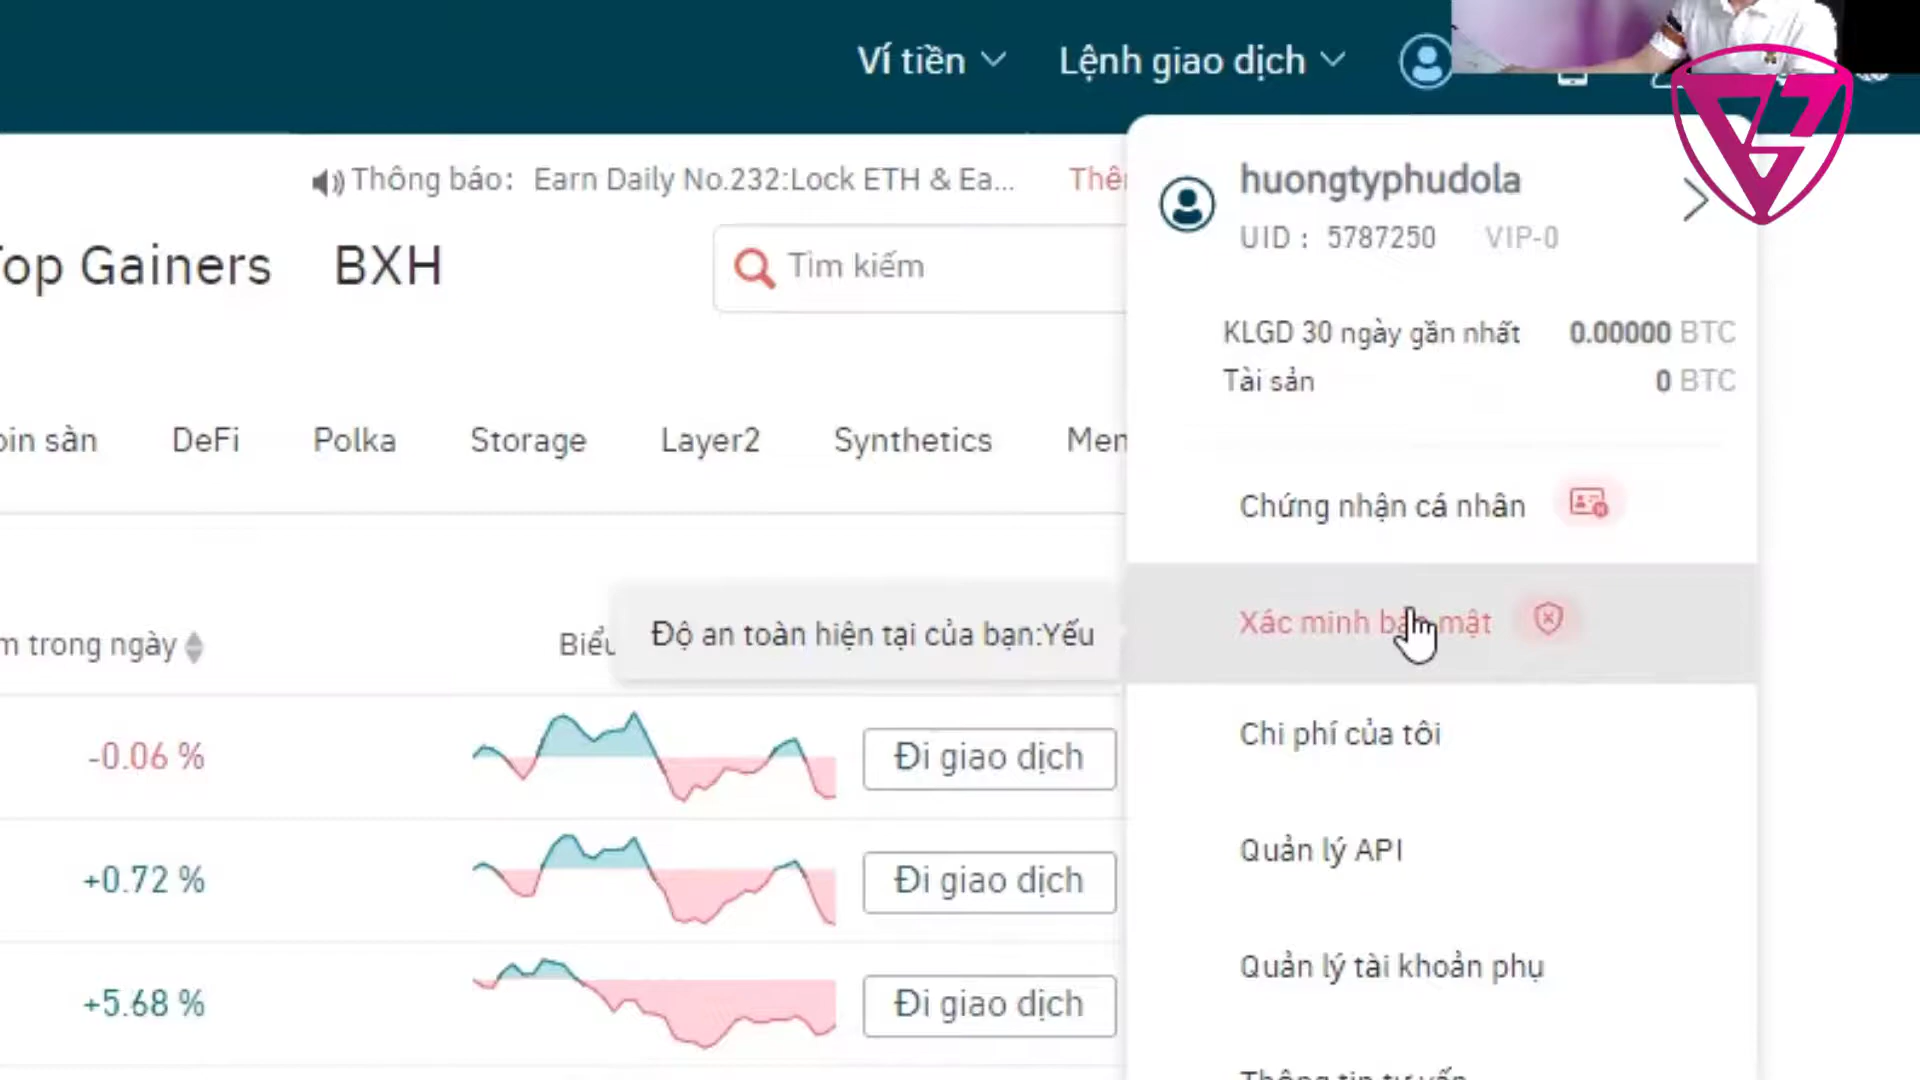 Ví tiền
Lệnh giao dịch
Thông báo: Earn Daily No.232:Lock ETH & Ea...
huongtyphudola
UID : 5787250 VIP-0
Gainers BXH
Tìm kiếm
KLGD 30 ngày gần nhất 0.00000 BTC
Tài sản 0 BTC
sàn DeFi Polka Storage Layer2 Synthetics
Chứng nhận cá nhân
Xác minh mật
Độ an toàn hiện tại của bạn:Yếu
trong ngày
Chi phí của tôi
-0.06 % Đi giao dịch
Quản lý API
+0.72 % Đi giao dịch
Quản lý tài khoản phụ
+5.68 % Đi giao dịch